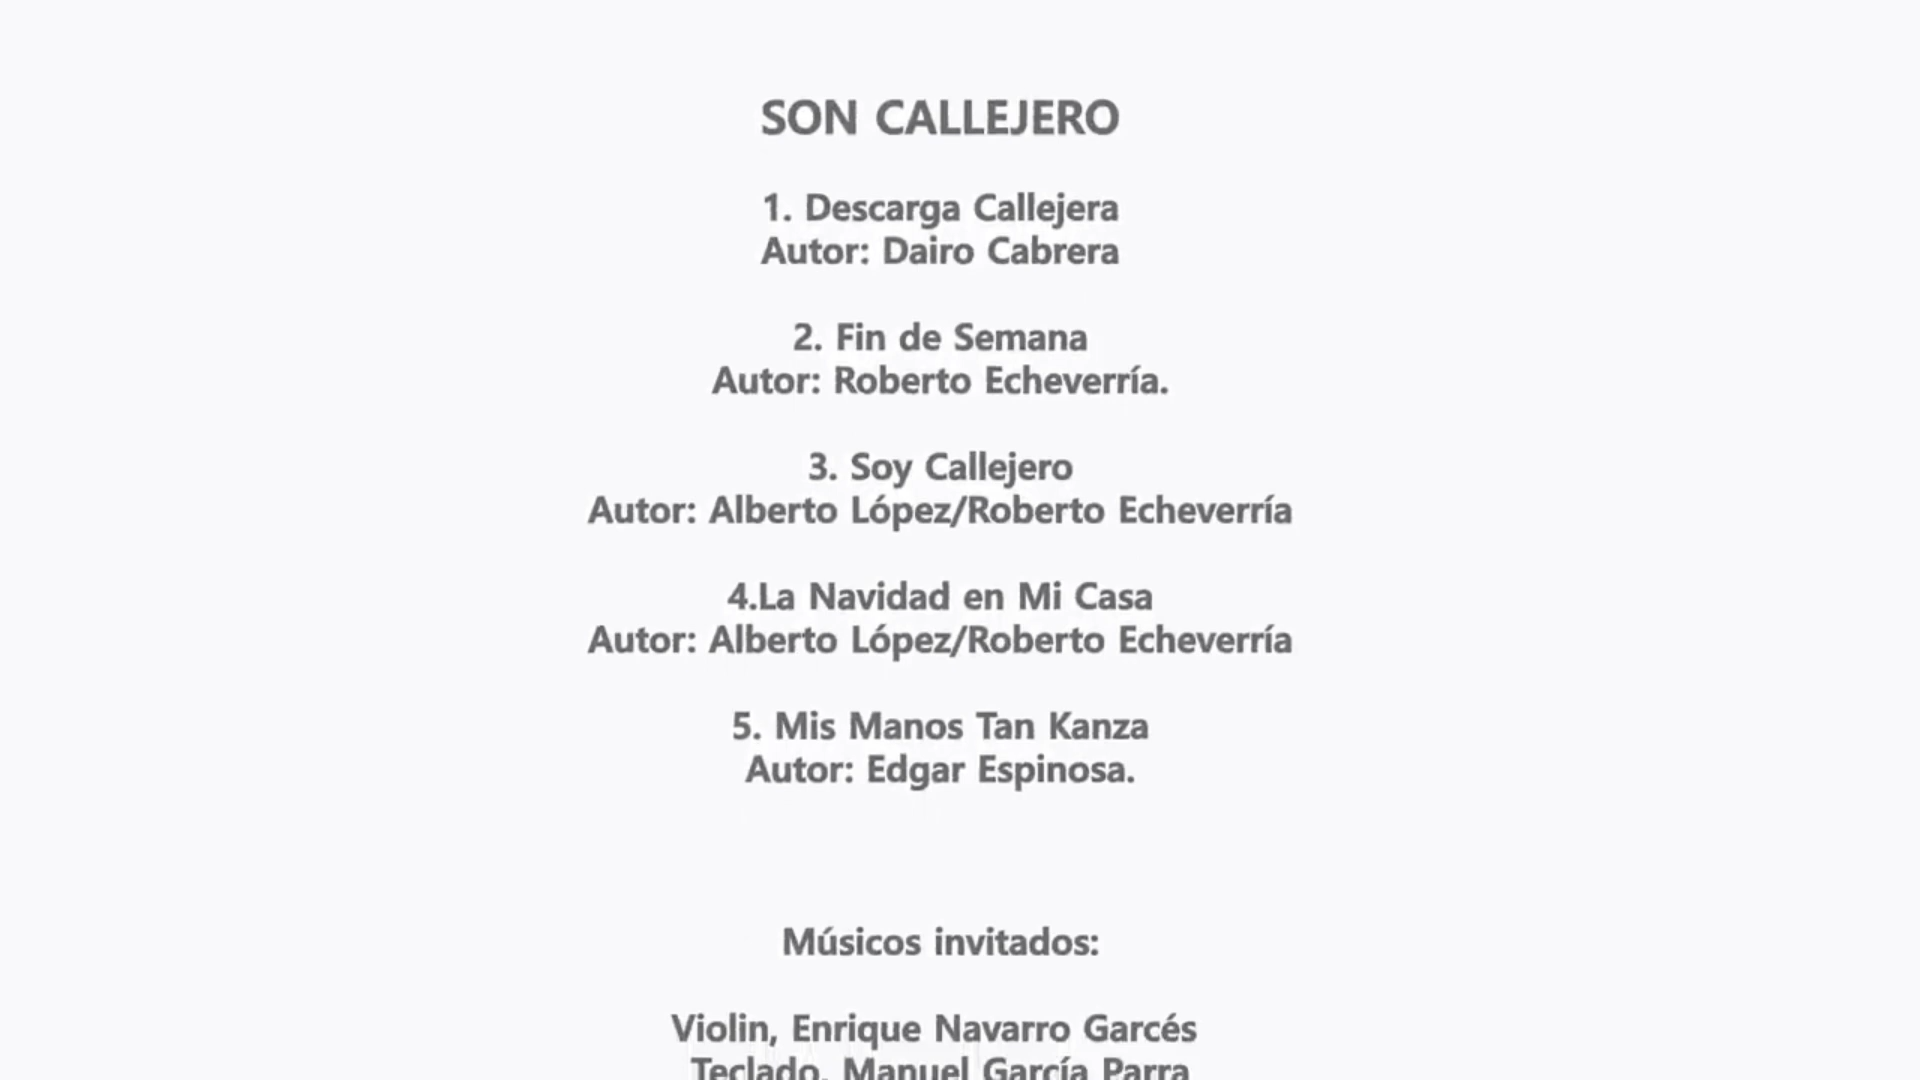 SON CALLEJERO
1. Descarga Callejera
Autor: Dairo Cabrera
2. Fin de Semana
Autor: Roberto Echeverría.
3. Soy Callejero
Autor: Alberto López/Roberto Echeverría
4.La Navidad en Mi Casa
Autor: Alberto López/Roberto Echeverría
5. Mis Manos Tan Kanza
Autor: Edgar Espinosa.
Músicos invitados:
Violin, Enrique Navarro Garcés
Teclado, Manuel García Parra